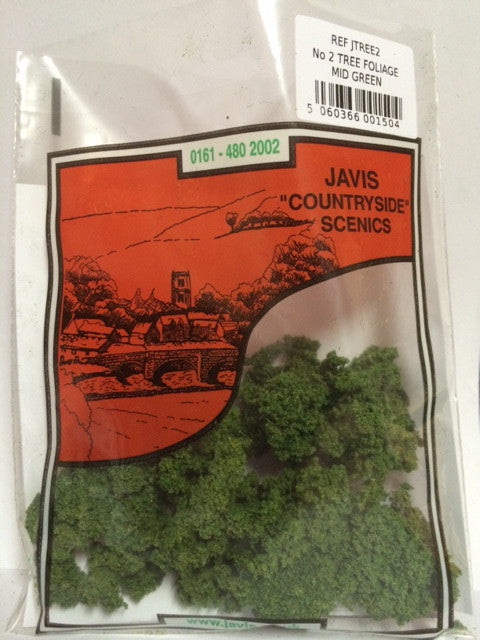 REF JTREE2
No 2 TREE FOLIAGE
MID GREEN
5 060366 001504
0161 - 480 2002
JAVIS
"COUNTRYSIDE"
SCENICS